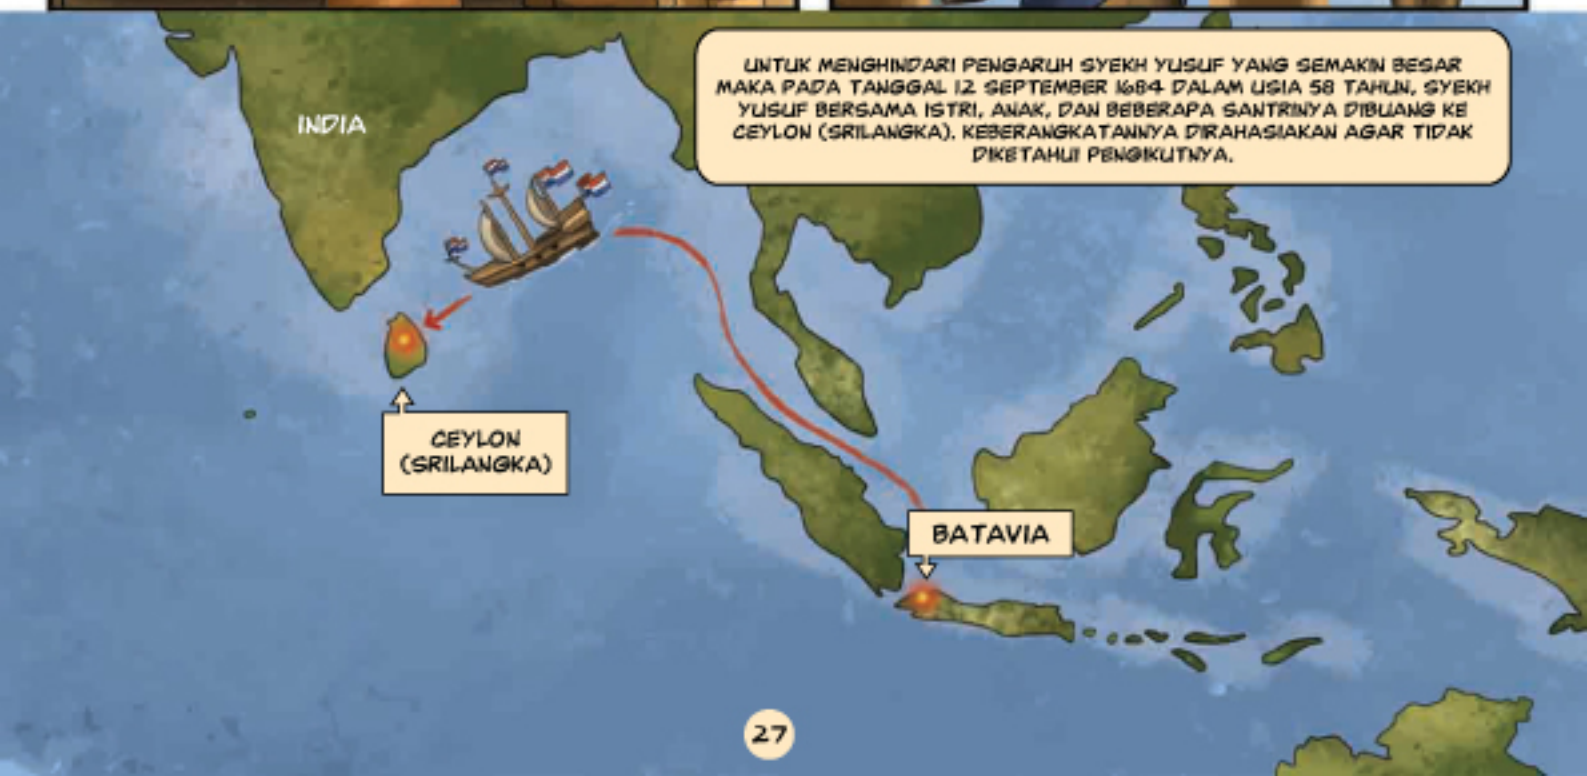 UNTUK MENGHINDARI PENGARUH SYEKH YUSUF YANG SEMAKIN BESAR
MAKA PADA TANGGAL 12 SEPTEMBER 1684 DALAM USIA 58 TAHUN, SYEKH
YUSUF BERSAMA ISTRI, ANAK, DAN BEBERAPA SANTRINYA DIBUANG KE
CEYLON (SRILANGKA). KEBERANGKATANNYA DIRAHASIAKAN AGAR TIDAK
DIKETAHUI PENGIKUTNYA.
INDIA
CEYLON
(SRILANGKA)
BATAVIA
27